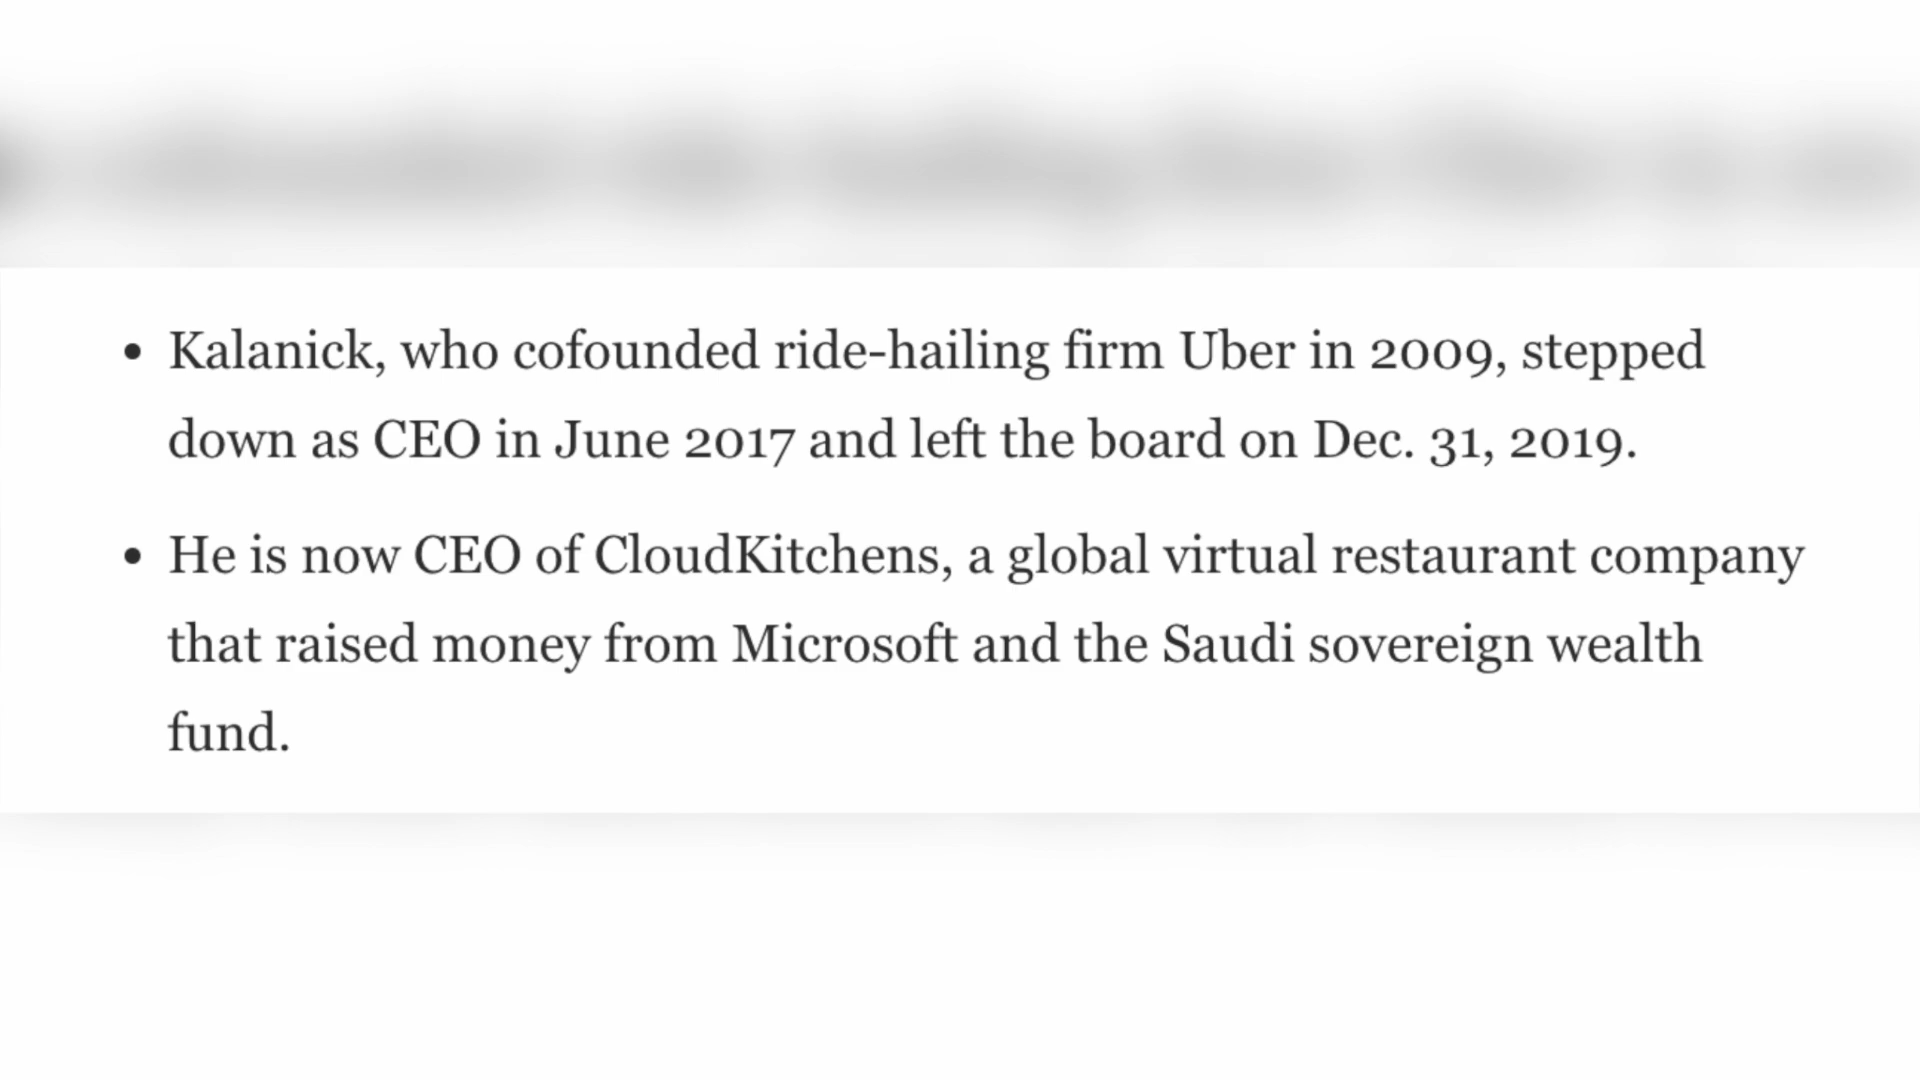 • Kalanick, who cofounded ride-hailing firm Uber in 2009, stepped
down as CEO in June 2017 and left the board on Dec. 31, 2019.
• He is now CEO of CloudKitchens, a global virtual restaurant company
that raised money from Microsoft and the Saudi sovereign wealth
fund.